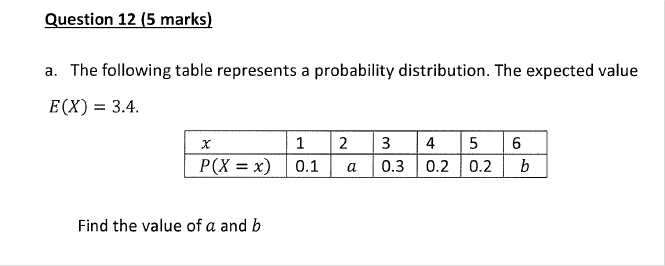 Question 12 (5 marks)
a. The following table represents a probability distribution. The expected value
E(X) = 3.4.
x 1 2 3 4 5 6
P(X = x) 0.1 a 0.3 0.2 0.2 b
Find the value of a and b